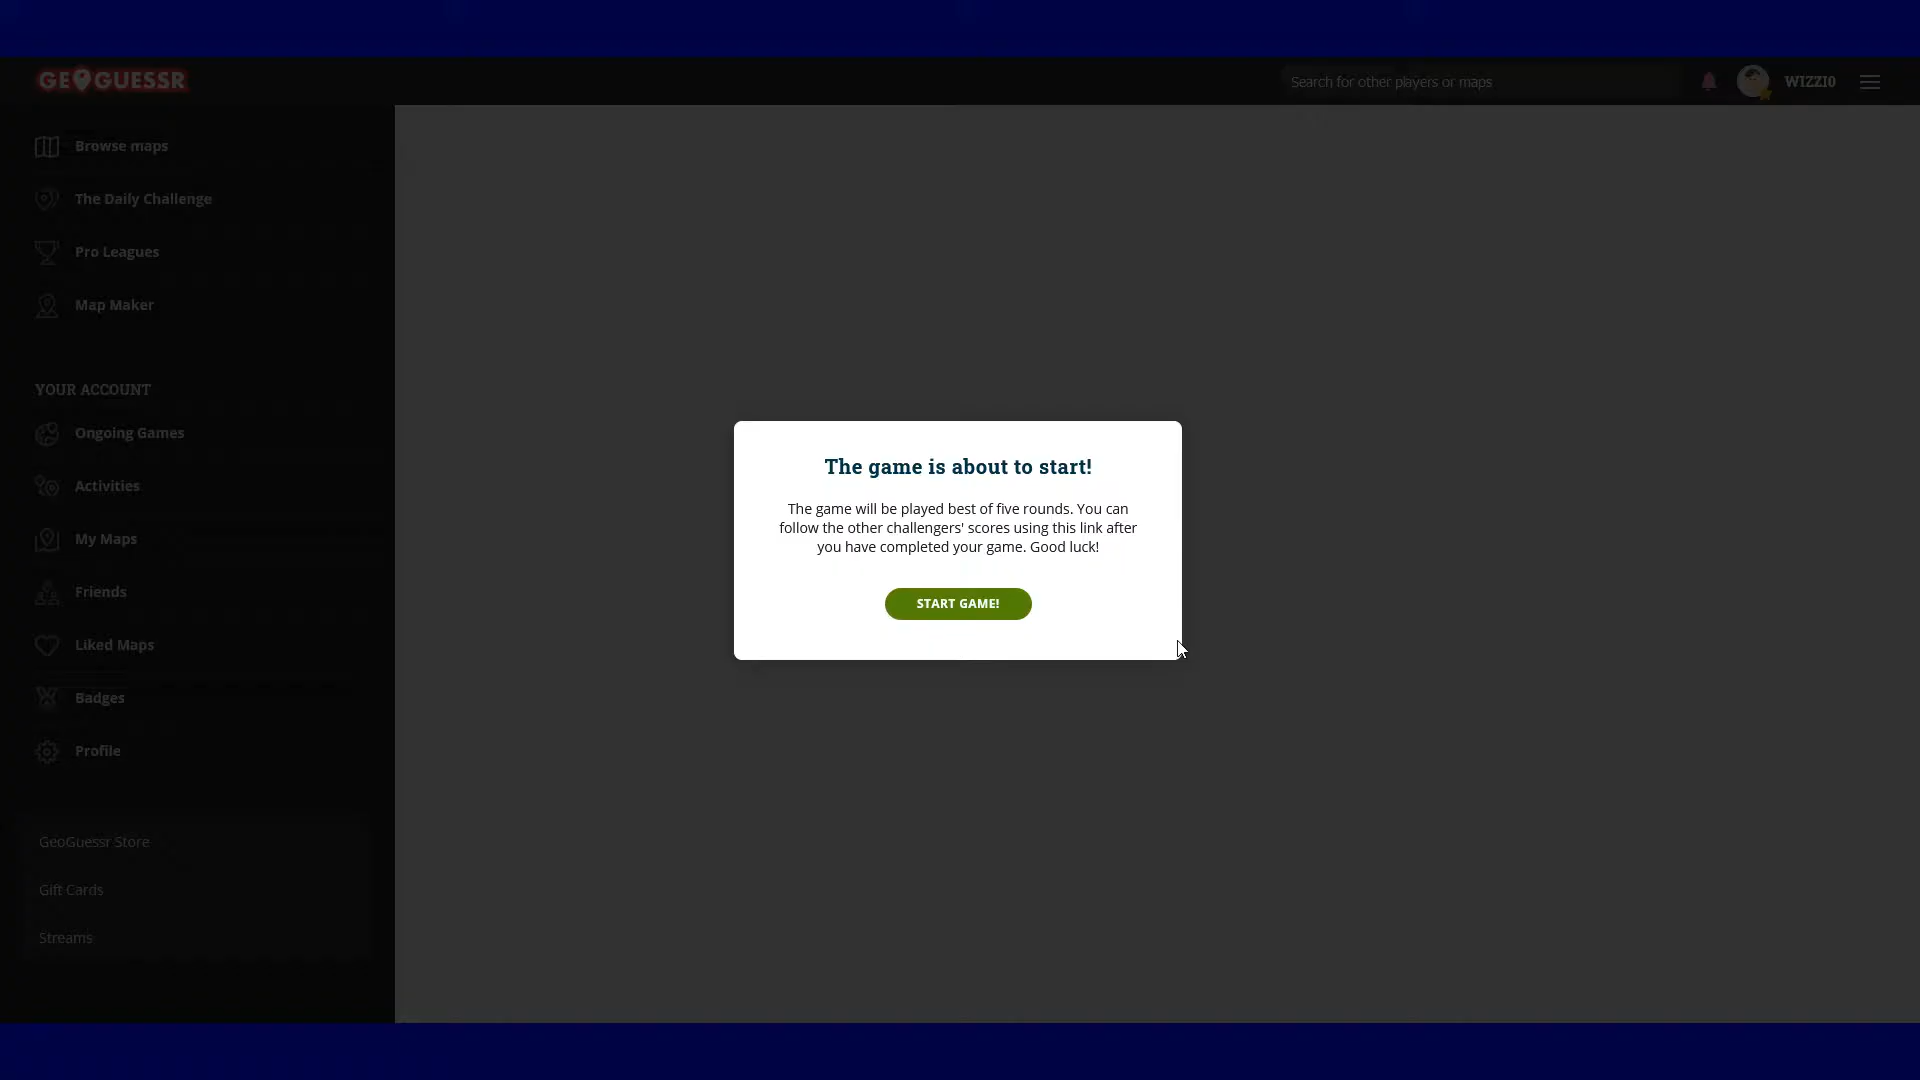 GEOGUESSR
Search for other players or maps
WIZZI0
Browse maps
The Daily Challenge
Pro Leagues
Map Maker
YOUR ACCOUNT
Ongoing Games
Activities
My Maps
Friends
Liked Maps
Badges
Profile
GeoGuessr Store
Gift Cards
Streams
The game is about to start!
The game will be played best of five rounds. You can
follow the other challengers' scores using this link after
you have completed your game. Good luck!
START GAME!